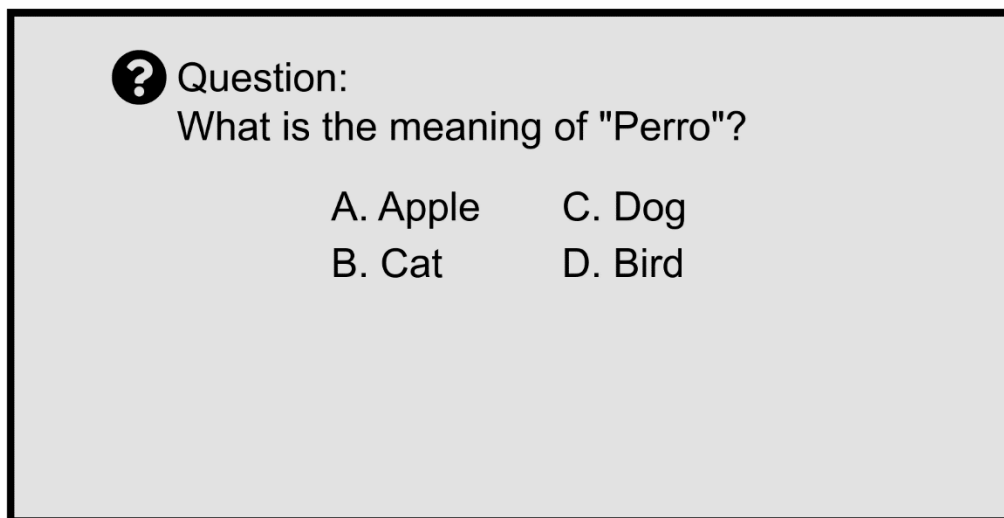 Question:
What is the meaning of "Perro"?
A. Apple C. Dog
B. Cat D. Bird